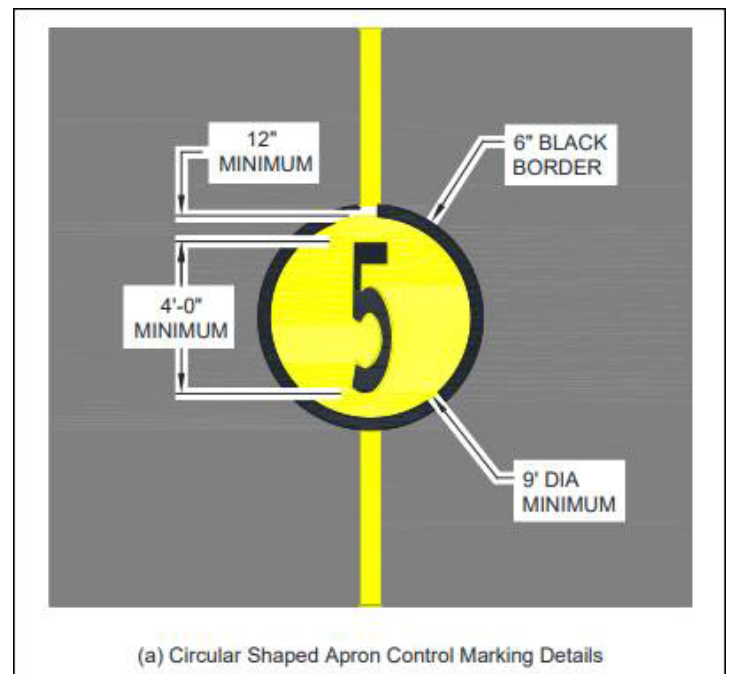 12"
MINIMUM
6" BLACK
BORDER
5
4'-0"
MINIMUM
9' DIA
MINIMUM
(a) Circular Shaped Apron Control Marking Details